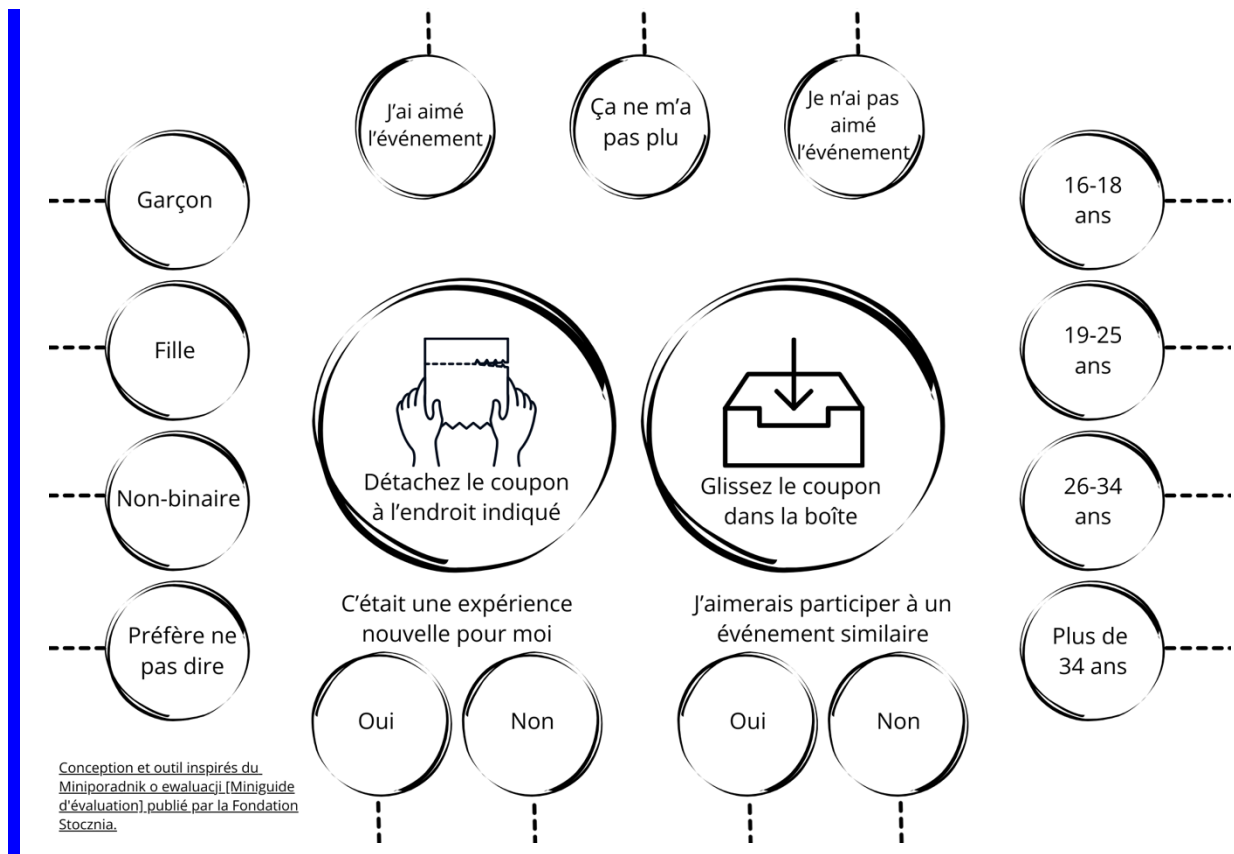 J'ai aimé
l'événement
Ça ne m'a
pas plu
Je n'ai pas
aimé
l'événement
Garçon
Fille
Non-binaire
Préfère ne
pas dire
16-18
ans
19-25
ans
26-34
ans
Plus de
34 ans
Détachez le coupon
à l'endroit indiqué
Glissez le coupon
dans la boîte
C'était une expérience
nouvelle pour moi
Oui
Non
J'aimerais participer à un
événement similaire
Oui
Non
Conception et outil inspirés du
Miniporadnik o ewaluacji [Miniguide
d'évaluation] publié par la Fondation
Stocznia.